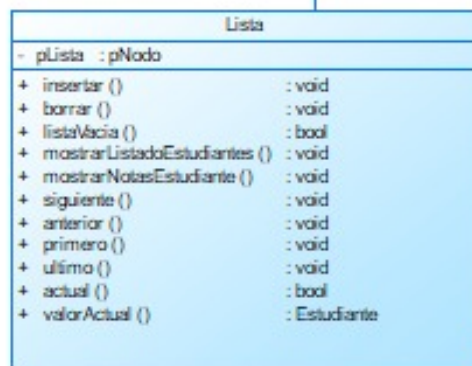 Lista
- pLista : pNodo
+ insertar () : void
+ borrar () : void
+ listaVacia () : bool
+ mostrarListadoEstudiantes () : void
+ mostrarNotasEstudiante () : void
+ siguiente () : void
+ anterior () : void
+ primero () : void
+ ultimo () : void
+ actual () : bool
+ valorActual () : Estudiante